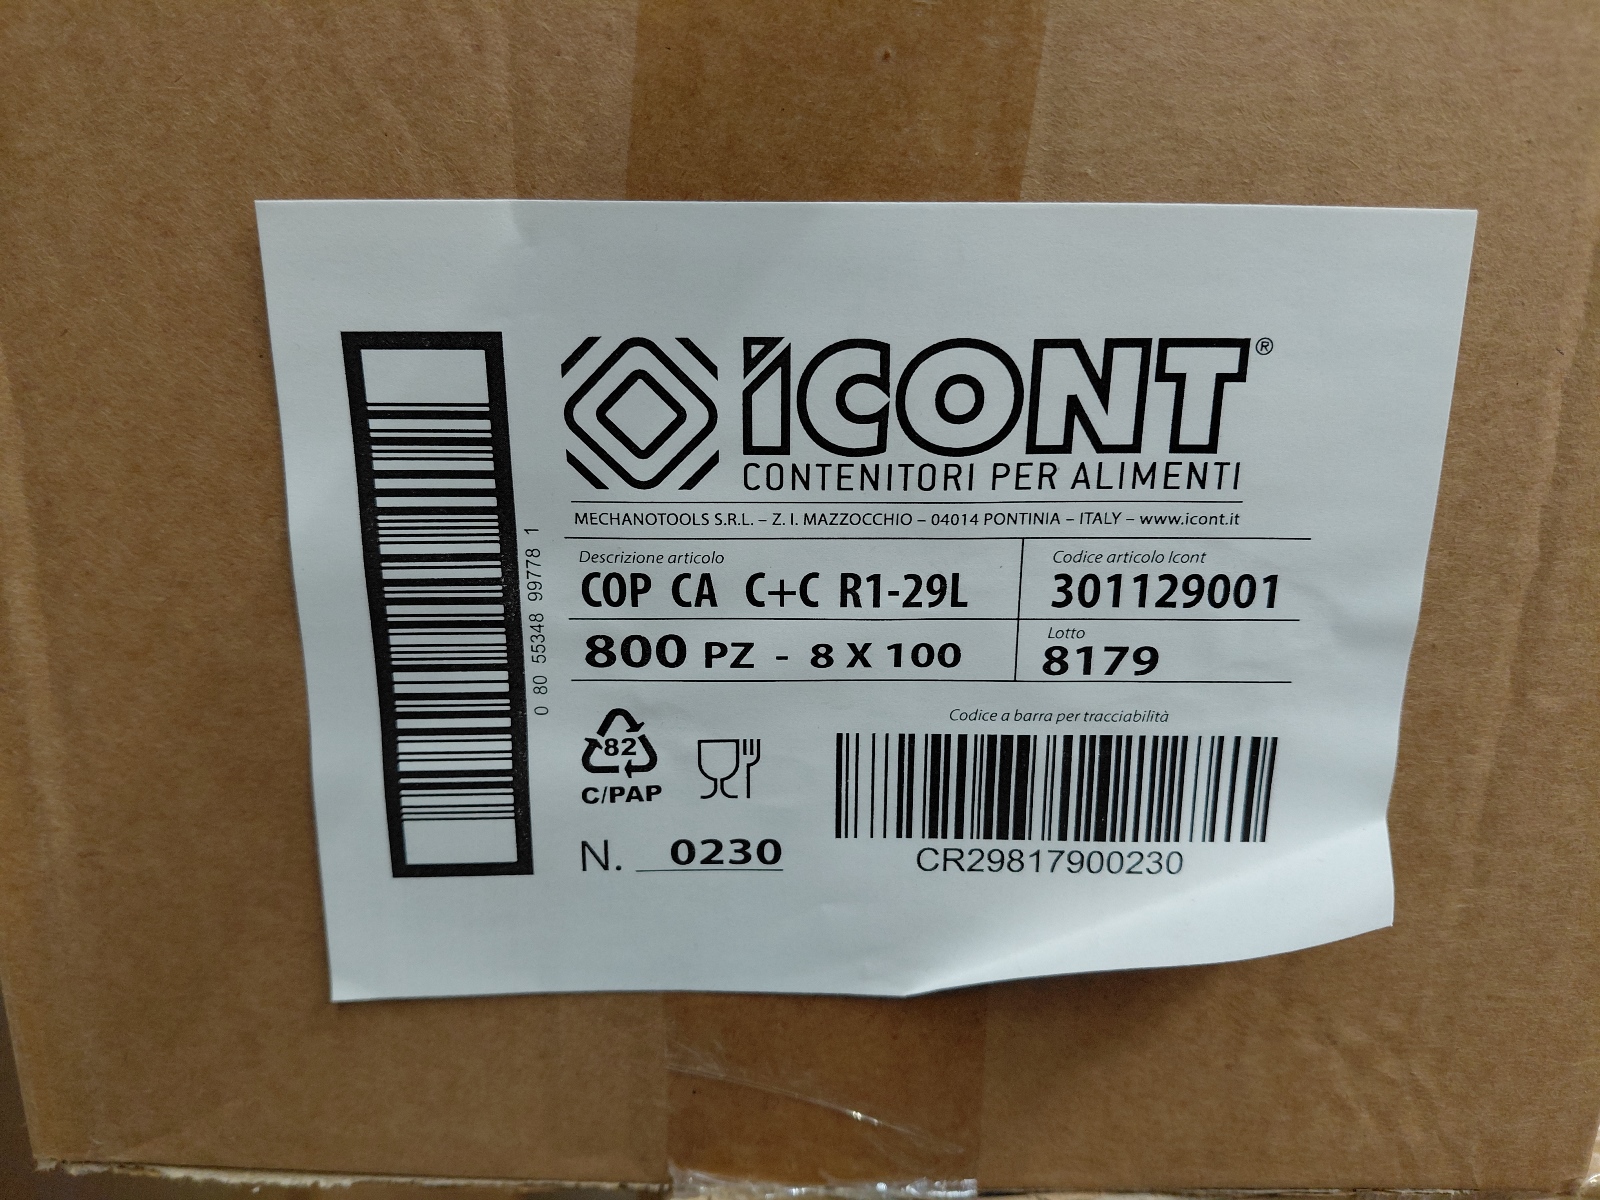 iCONT®
CONTENITORI PER ALIMENTI
MECHANOTOOLS S.R.L. – Z. I. MAZZOCCHIO – 04014 PONTINIA – ITALY – www.icont.it
Descrizione articolo
COP CA C+C R1-29L
Codice articolo Icont
301129001
800 PZ - 8 X 100
Lotto
8179
0 80 55348 99778 1
82
C/PAP
N. 0230
Codice a barra per tracciabilità
CR29817900230